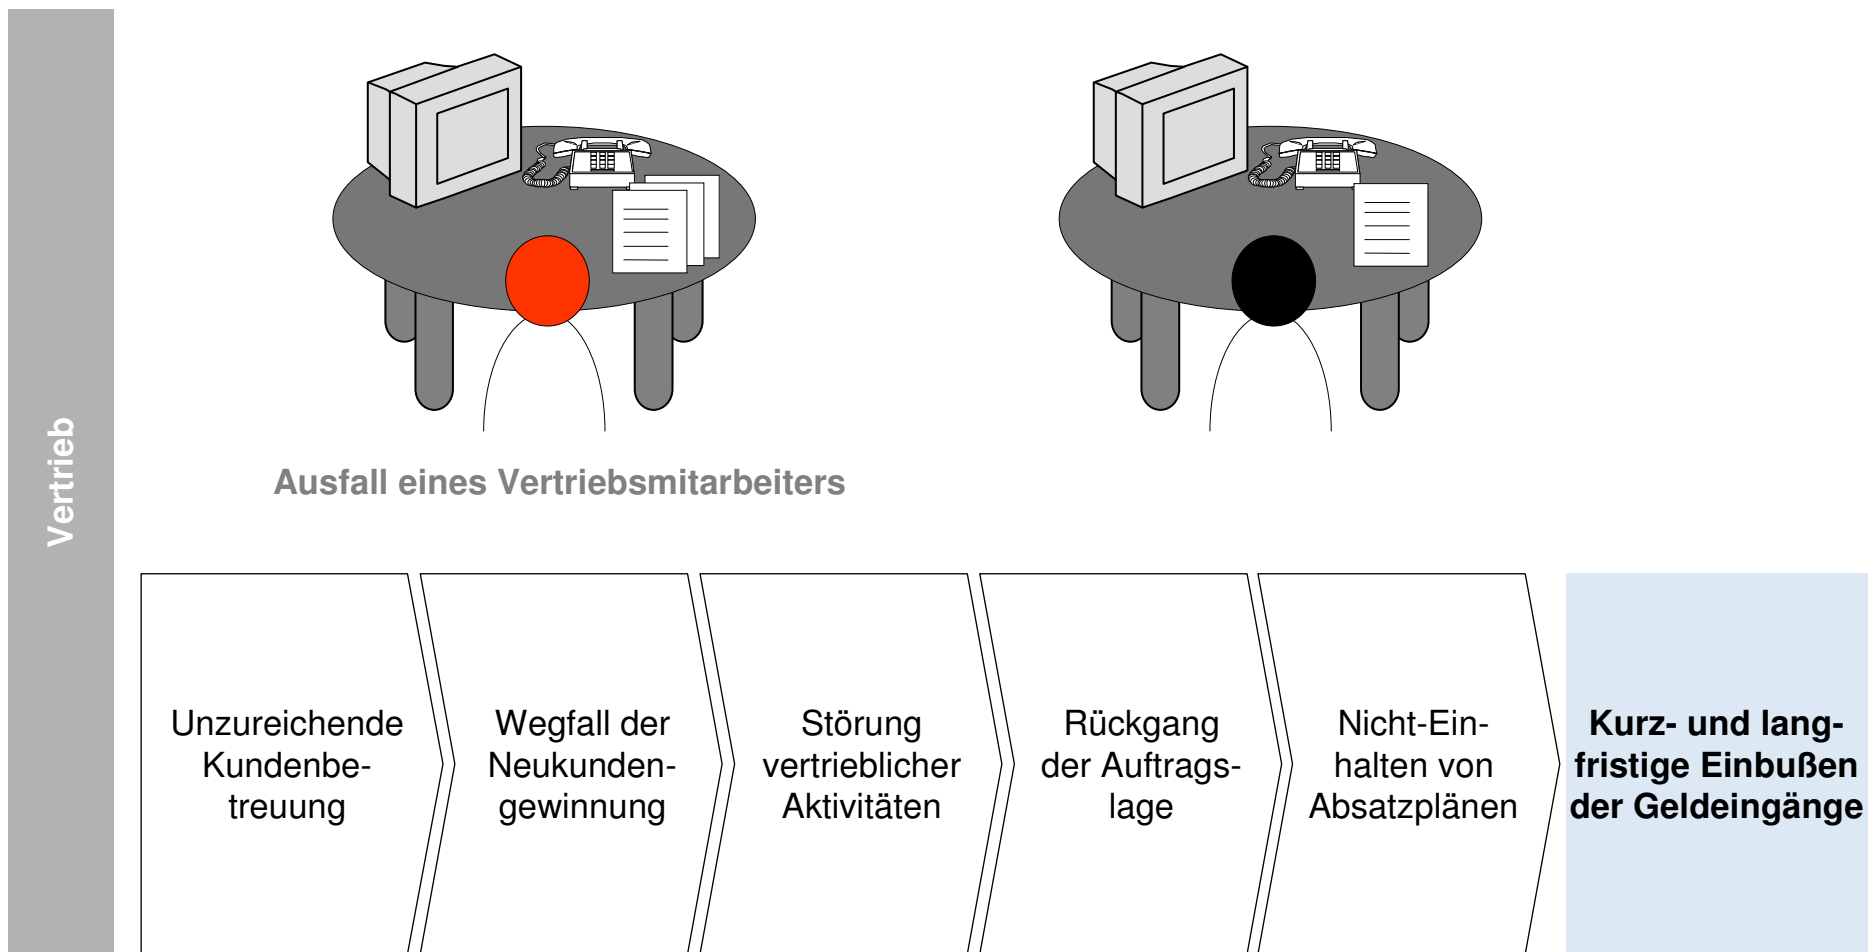 Vertrieb
Ausfall eines Vertriebsmitarbeiters
Unzureichende
Kundenbe-
treuung
Wegfall der
Neukunden-
gewinnung
Störung
vertrieblicher
Aktivitäten
Rückgang
der Auftrags-
lage
Nicht-Ein-
halten von
Absatzplänen
Kurz- und lang-
fristige Einbußen
der Geldeingänge